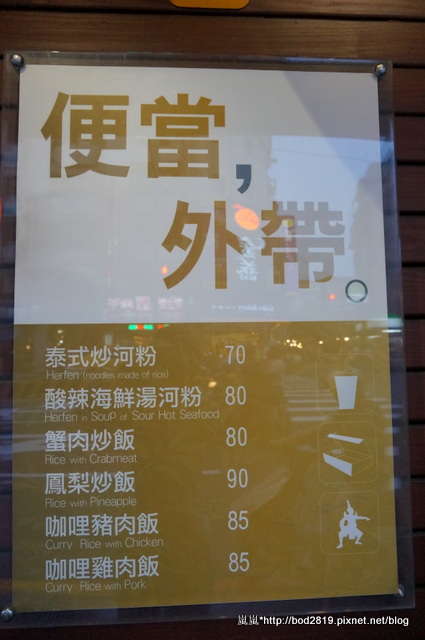 便當,
外帶。
泰式炒河粉 70
Herfen (noodles made of rice)
酸辣海鮮湯河粉 80
Herfen in Soup of Sour Hot Seafood
蟹肉炒飯 80
Rice with Crabmeat
鳳梨炒飯 90
Rice with Pineapple
咖哩豬肉飯 85
Curry Rice with Chicken
咖哩雞肉飯 85
Curry Rice with Pork
嵐嵐*http://bod2819.pixnet.net/blog